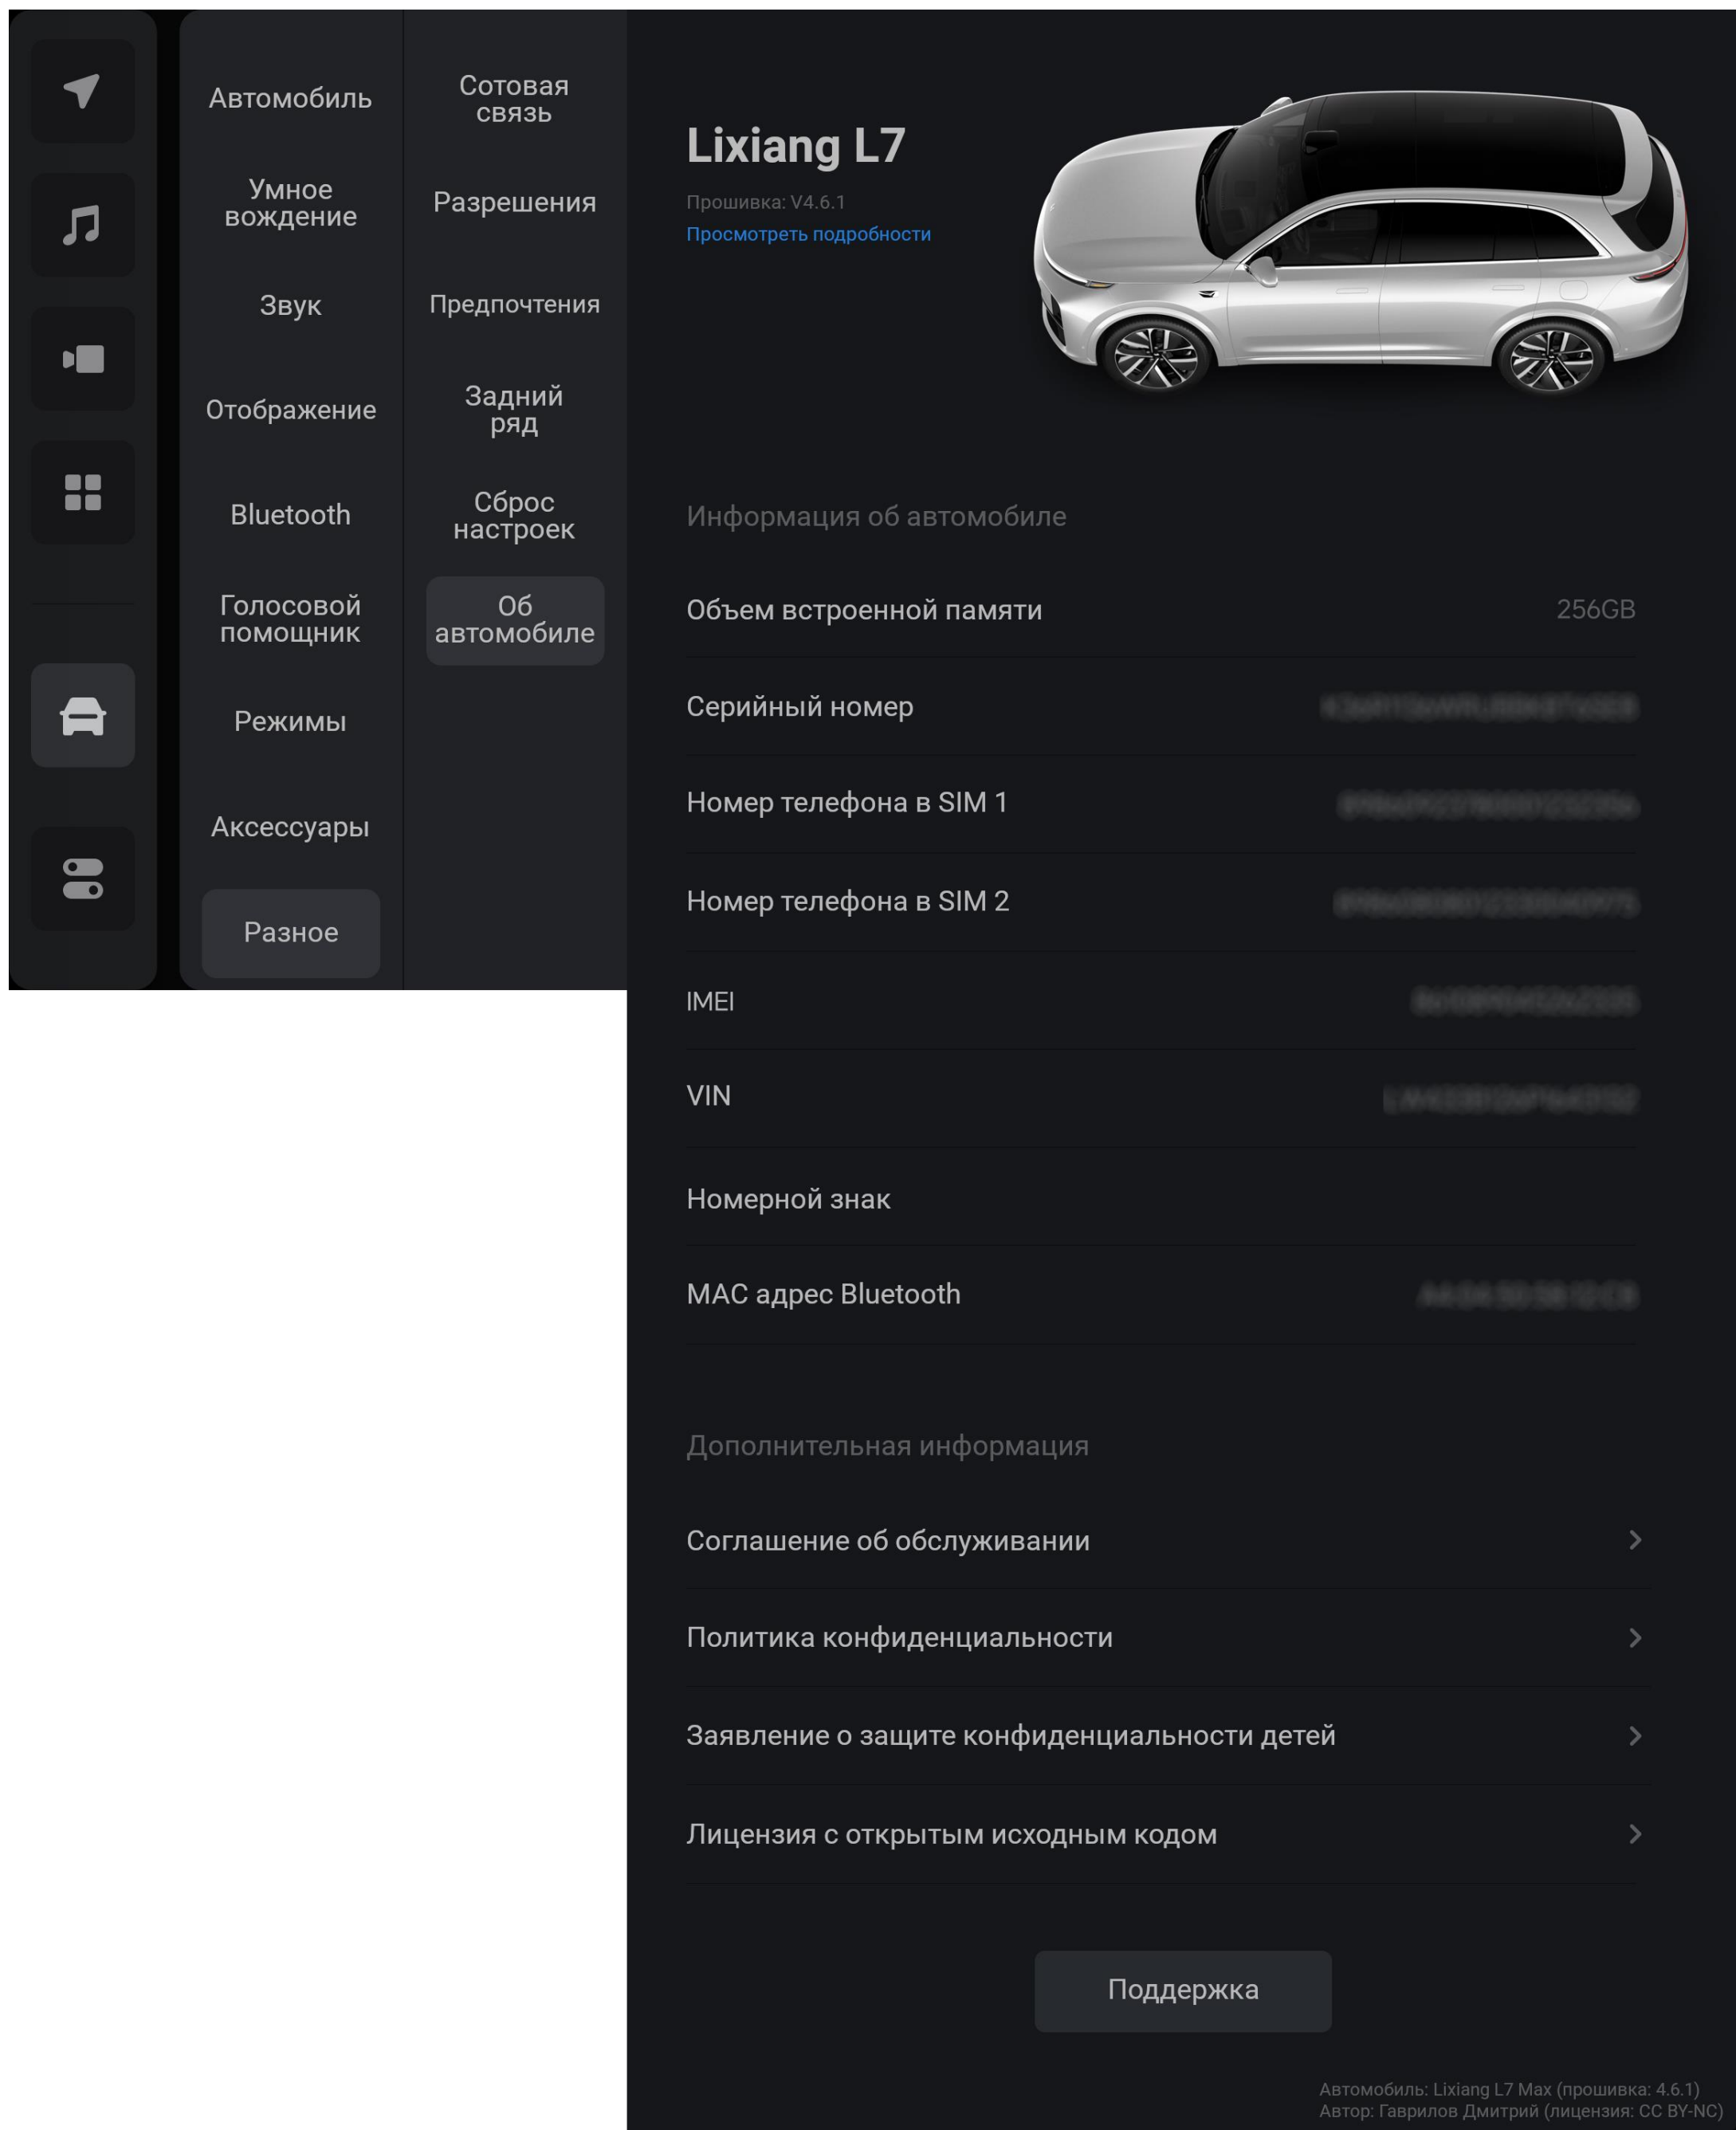 Автомобиль
Умное
вождение
Звук
Отображение
Bluetooth
Голосовой
помощник
Режимы
Аксессуары
Разное
Сотовая
связь
Разрешения
Предпочтения
Задний
ряд
Сброс
настроек
Об
автомобиле
Lixiang L7
Прошивка: V4.6.1
Просмотреть подробности
Информация об автомобиле
Объем встроенной памяти 256GB
Серийный номер
Номер телефона в SIM 1
Номер телефона в SIM 2
IMEI
VIN
Номерной знак
MAC адрес Bluetooth
Дополнительная информация
Соглашение об обслуживании
Политика конфиденциальности
Заявление о защите конфиденциальности детей
Лицензия с открытым исходным кодом
Поддержка
Автомобиль: Lixiang L7 Max (прошивка: 4.6.1)
Автор: Гаврилов Дмитрий (лицензия: CC BY-NC)